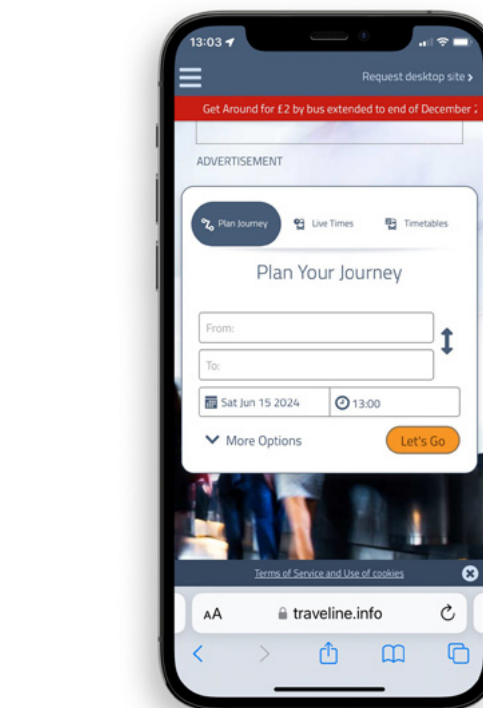 13:03
Request desktop site >
Get Around for £2 by bus extended to end of December
ADVERTISEMENT
Plan Journey
Live Times
Timetables
Plan Your Journey
From:
To:
Sat Jun 15 2024
13:00
More Options
Let's Go
Terms of Service and Use of cookies
AA
traveline.info